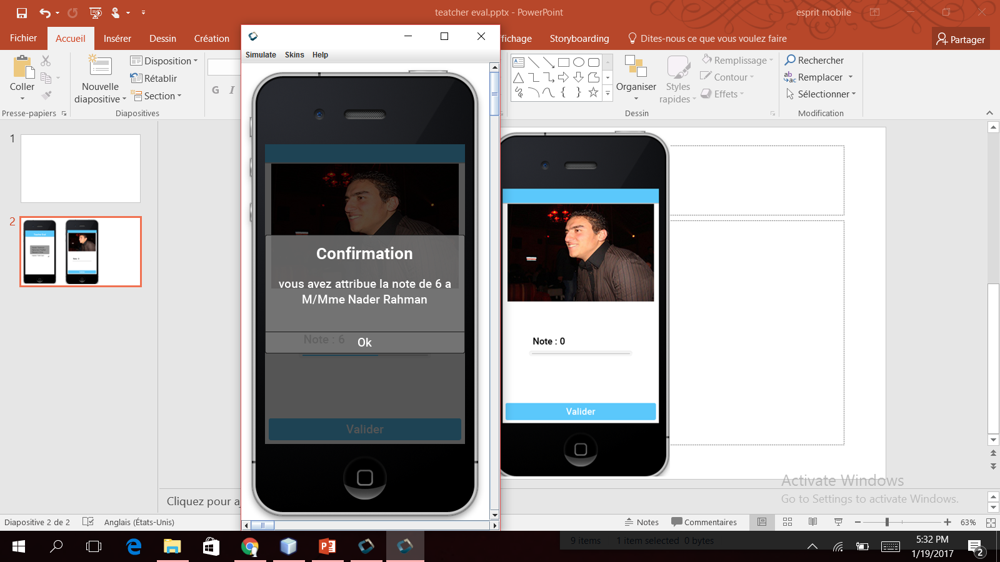 teatcher eval.pptx - PowerPoint
esprit mobile
Fichier
Accueil
Insérer
Dessin
Création
ffichage
Storyboarding
Dites-nous ce que vous voulez faire
Partager
Coller
Presse-papiers
Nouvelle
diapositive
Disposition
Rétablir
Section
Diapositives
G I
Organiser
Styles
rapides
Remplissage
Contour
Effets
Dessin
Rechercher
Remplacer
Sélectionner
Modification
Simulate Skins Help
Confirmation
vous avez attribue la note de 6 a
M/Mme Nader Rahman
Note : 6
Ok
Valider
1
2
Note : 0
Valider
Activate Windows
Go to Settings to activate Windows.
Cliquez pour aj
Diapositive 2 de 2
Anglais (États-Unis)
Notes
Commentaires
63%
9 items 1 item selected 0 bytes
5:32 PM
1/19/2017
2